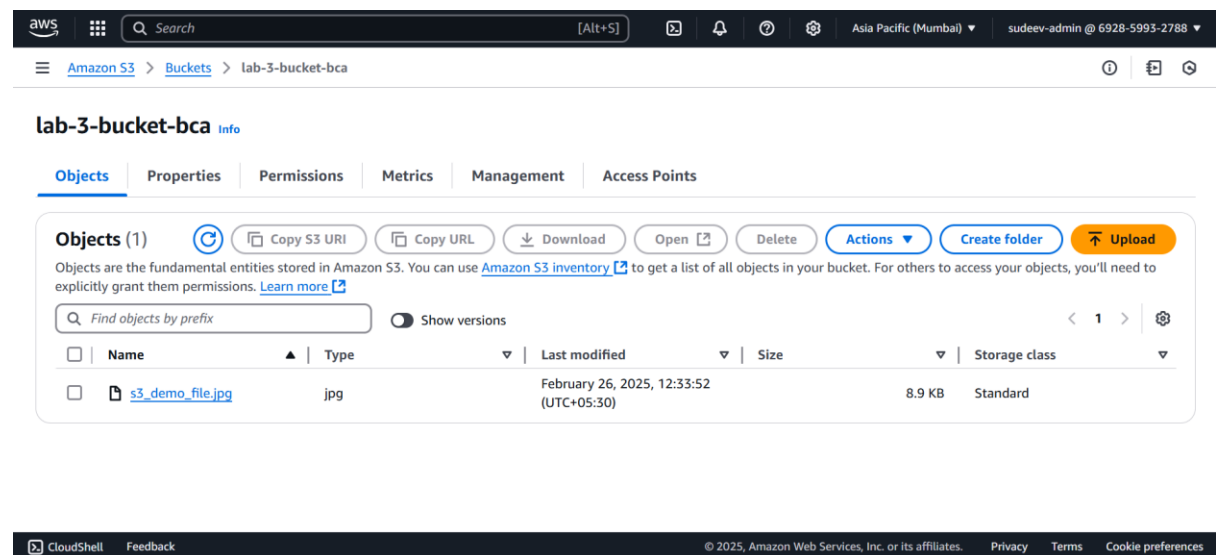 aws Search [Alt+S] Asia Pacific (Mumbai) ▼ sudeev-admin @ 6928-5993-2788 ▼
Amazon S3 > Buckets > lab-3-bucket-bca
lab-3-bucket-bca Info
Objects Properties Permissions Metrics Management Access Points
Objects (1) Copy S3 URI Copy URL Download Open Delete Actions ▼ Create folder Upload
Objects are the fundamental entities stored in Amazon S3. You can use Amazon S3 inventory to get a list of all objects in your bucket. For others to access your objects, you'll need to
explicitly grant them permissions. Learn more
Find objects by prefix Show versions < 1 >
Name Type Last modified Size Storage class
s3_demo_file.jpg jpg February 26, 2025, 12:33:52 8.9 KB Standard
(UTC+05:30)
CloudShell Feedback © 2025, Amazon Web Services, Inc. or its affiliates. Privacy Terms Cookie preferences